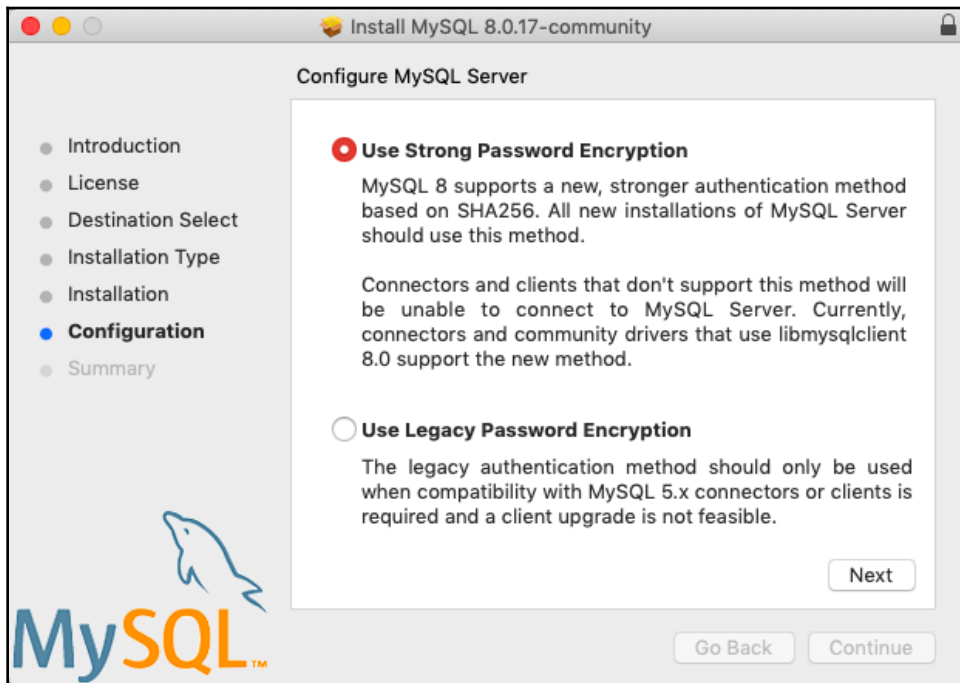 Install MySQL 8.0.17-community
Configure MySQL Server
Introduction
License
Destination Select
Installation Type
Installation
Configuration
Summary
Use Strong Password Encryption
MySQL 8 supports a new, stronger authentication method
based on SHA256. All new installations of MySQL Server
should use this method.
Connectors and clients that don't support this method will
be unable to connect to MySQL Server. Currently,
connectors and community drivers that use libmysqlclient
8.0 support the new method.
Use Legacy Password Encryption
The legacy authentication method should only be used
when compatibility with MySQL 5.x connectors or clients is
required and a client upgrade is not feasible.
Next
MySQL™
Go Back
Continue